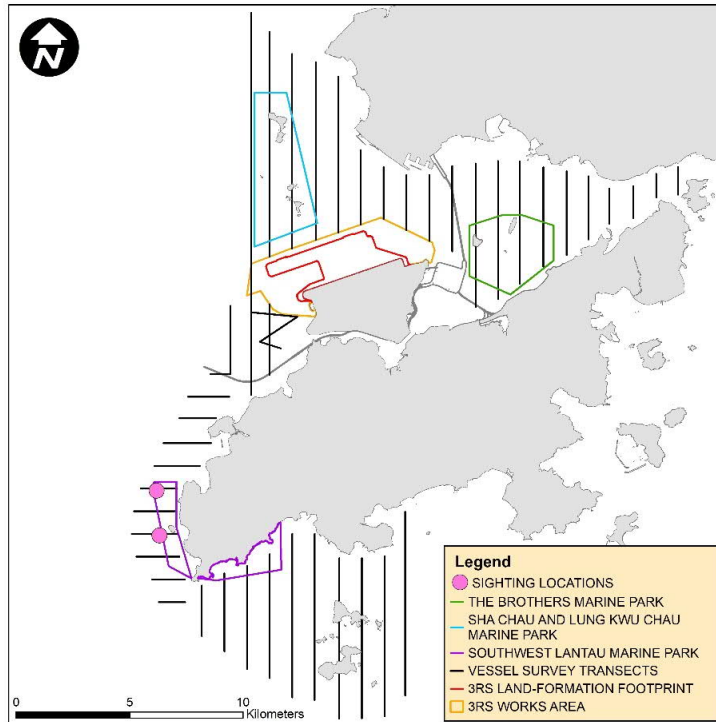 N
Legend
SIGHTING LOCATIONS
THE BROTHERS MARINE PARK
SHA CHAU AND LUNG KWU CHAU
MARINE PARK
SOUTHWEST LANTAU MARINE PARK
VESSEL SURVEY TRANSECTS
3RS LAND-FORMATION FOOTPRINT
3RS WORKS AREA
0 5 10
Kilometers